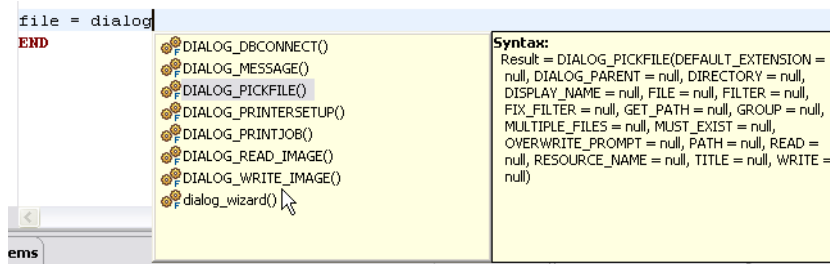 file = dialog
END
DIALOG_DBCONNECT()
DIALOG_MESSAGE()
DIALOG_PICKFILE()
DIALOG_PRINTERSETUP()
DIALOG_PRINTJOB()
DIALOG_READ_IMAGE()
DIALOG_WRITE_IMAGE()
dialog_wizard()
Syntax:
Result = DIALOG_PICKFILE(DEFAULT_EXTENSION =
null, DIALOG_PARENT = null, DIRECTORY = null,
DISPLAY_NAME = null, FILE = null, FILTER = null,
FIX_FILTER = null, GET_PATH = null, GROUP = null,
MULTIPLE_FILES = null, MUST_EXIST = null,
OVERWRITE_PROMPT = null, PATH = null, READ =
null, RESOURCE_NAME = null, TITLE = null, WRITE =
null)
ems